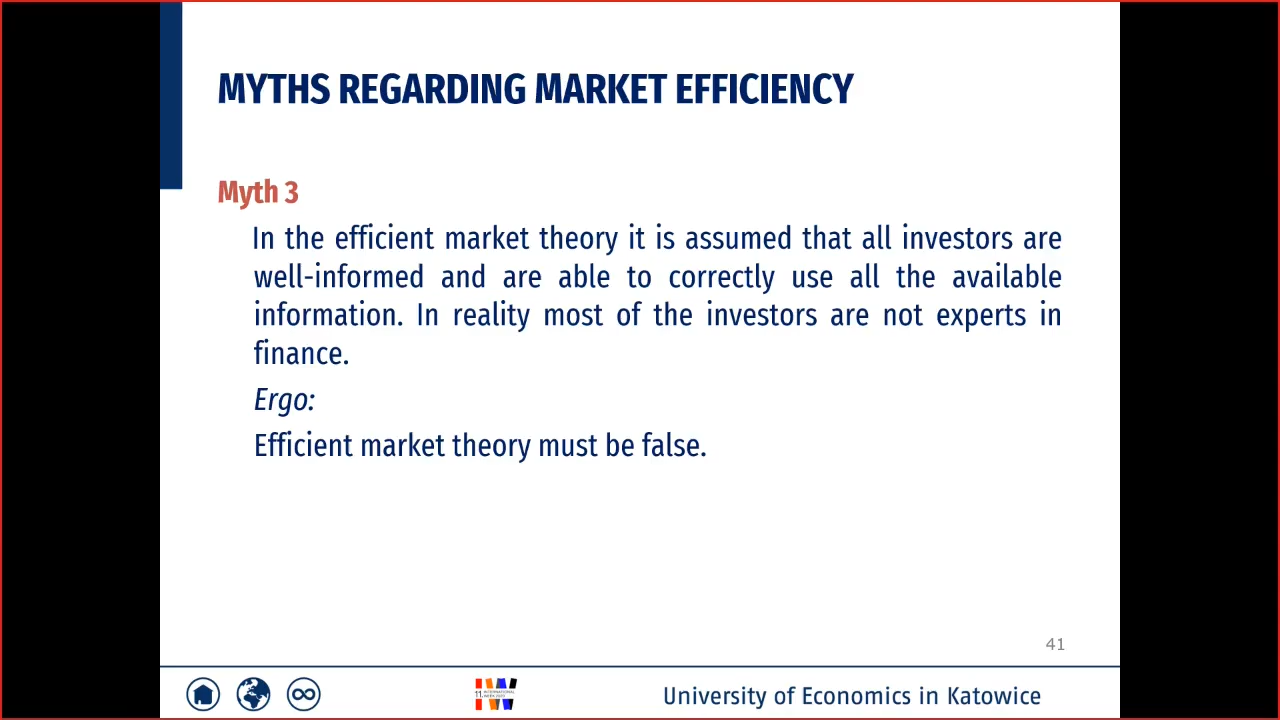 MYTHS REGARDING MARKET EFFICIENCY
Myth 3
In the efficient market theory it is assumed that all investors are
well-informed and are able to correctly use all the available
information. In reality most of the investors are not experts in
finance.
Ergo:
Efficient market theory must be false.
41
11.
INTERNATIONAL
University of Economics in Katowice